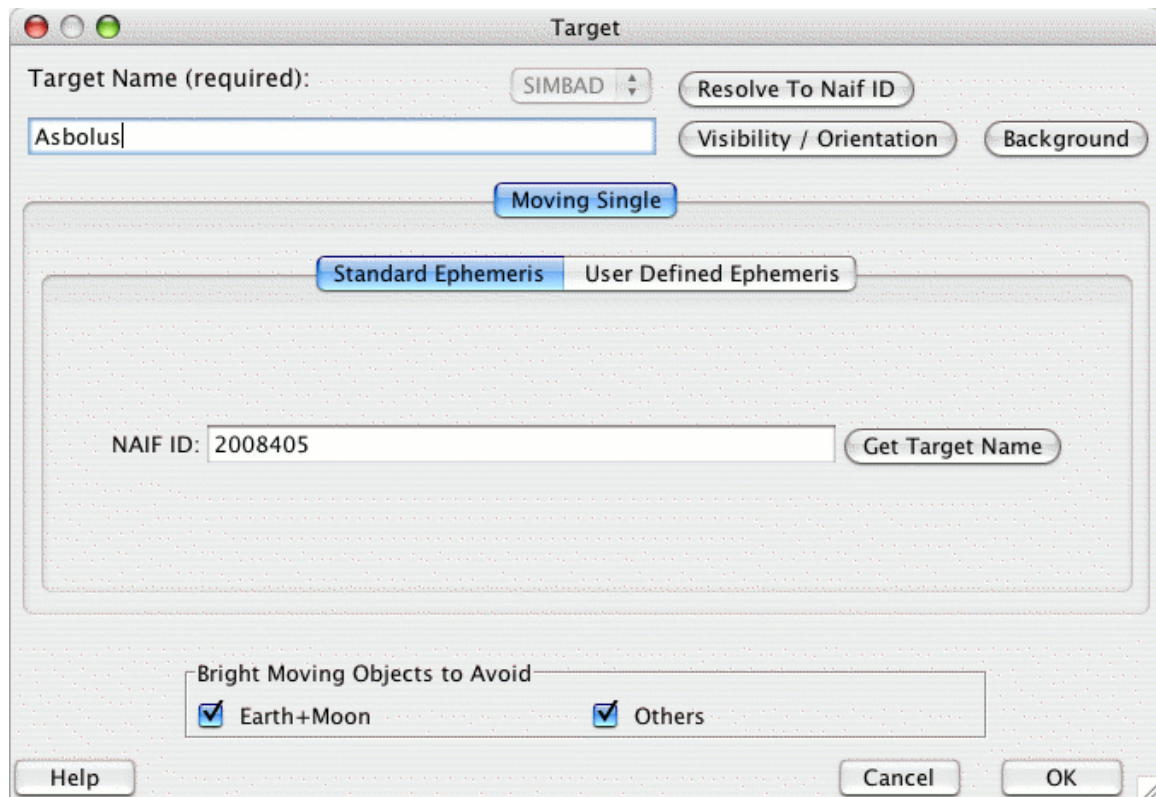 Target
Target Name (required):
SIMBAD
Resolve To Naif ID
Asbolus
Visibility / Orientation
Background
Moving Single
Standard Ephemeris
User Defined Ephemeris
NAIF ID:
2008405
Get Target Name
Bright Moving Objects to Avoid
Earth+Moon
Others
Help
Cancel
OK